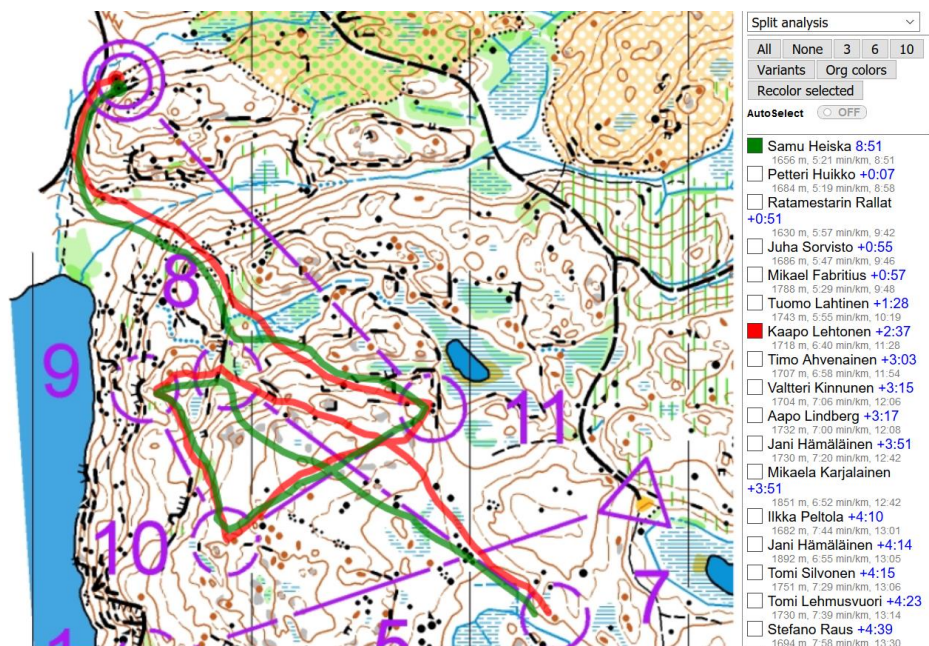 Split analysis
All None 3 6 10
Variants Org colors
Recolor selected
AutoSelect OFF
Samu Heiska 8:51
1656 m, 5:21 min/km, 8:51
Petteri Huikko +0:07
1684 m, 5:19 min/km, 8:58
Ratamestarin Rallat
+0:51
1630 m, 5:57 min/km, 9:42
Juha Sorvisto +0:55
1686 m, 5:47 min/km, 9:46
Mikael Fabritius +0:57
1788 m, 5:29 min/km, 9:48
Tuomo Lahtinen +1:28
1743 m, 5:55 min/km, 10:19
Kaapo Lehtonen +2:37
1718 m, 6:40 min/km, 11:28
Timo Ahvenainen +3:03
1707 m, 6:58 min/km, 11:54
Valtteri Kinnunen +3:15
1704 m, 7:06 min/km, 12:06
Aapo Lindberg +3:17
1732 m, 7:00 min/km, 12:08
Jani Hämäläinen +3:51
1730 m, 7:20 min/km, 12:42
Mikaela Karjalainen
+3:51
1851 m, 6:52 min/km, 12:42
Ilkka Peltola +4:10
1682 m, 7:44 min/km, 13:01
Jani Hämäläinen +4:14
1892 m, 6:55 min/km, 13:05
Tomi Silvonen +4:15
1751 m, 7:29 min/km, 13:06
Tomi Lehmusvuori +4:23
1730 m, 7:39 min/km, 13:14
Stefano Raus +4:39
1694 m, 7:58 min/km, 13:30
8
9
11
10
7
5
1